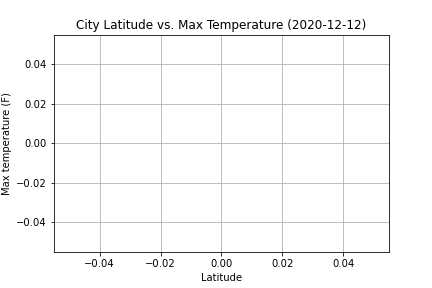 City Latitude vs. Max Temperature (2020-12-12)
Max temperature (F)
0.04
0.02
0.00
−0.02
−0.04
−0.04 −0.02 0.00 0.02 0.04
Latitude